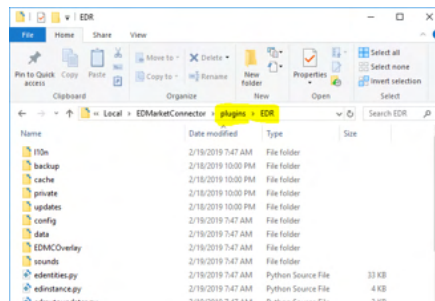 EDR
File Home Share View
Pin to Quick access
Copy
Paste
Move to
Copy to
Delete
Rename
New folder
Properties
Select all
Select none
Invert selection
Clipboard Organize New Open Select
« Local › EDMarketConnector › plugins › EDR
Search EDR
Name Date modified Type Size
l10n 2/19/2019 7:47 AM File folder
backup 2/18/2019 10:00 PM File folder
cache 2/18/2019 10:00 PM File folder
private 2/18/2019 10:00 PM File folder
updates 2/18/2019 10:00 PM File folder
config 2/19/2019 7:47 AM File folder
data 2/19/2019 7:47 AM File folder
EDMCOverlay 2/19/2019 7:47 AM File folder
sounds 2/19/2019 7:47 AM File folder
edentities.py 2/19/2019 7:47 AM Python Source File 33 KB
edinstance.py 2/19/2019 7:47 AM Python Source File 4 KB